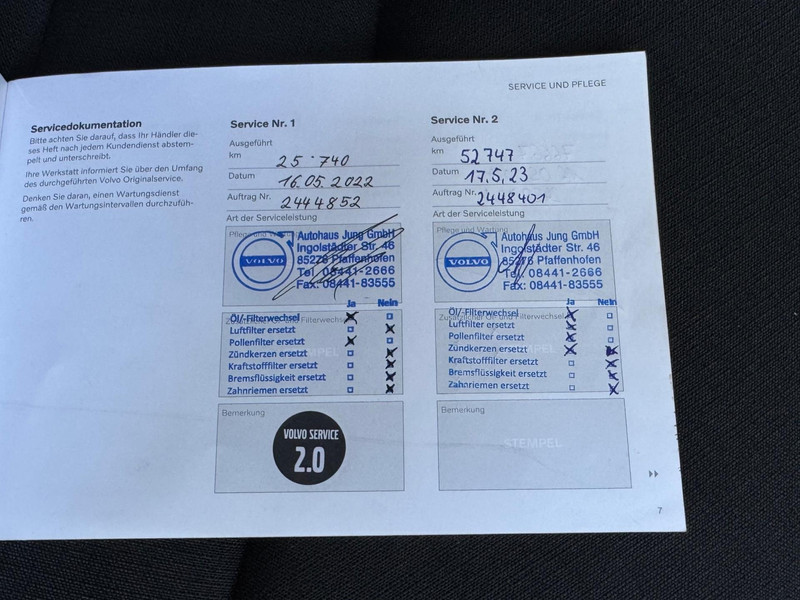 SERVICE UND PFLEGE
Servicedokumentation
Bitte achten Sie darauf, dass Ihr Händler die-
ses Heft nach jedem Kundendienst abstem-
pelt und unterschreibt.
Ihre Werkstatt informiert Sie über den Umfang
des durchgeführten Volvo Originalservice.
Denken Sie daran, einen Wartungsdienst
gemäß den Wartungsintervallen durchzufüh-
ren.
Service Nr. 1
Ausgeführt
km 25 740
Datum 16.05.2022
Auftrag Nr. 2444852
Art der Serviceleistung
Pflege und
VOLVO
Autohaus Jung GmbH
Ingolstädter Str. 46
85276 Pfaffenhofen
Tel. 08441-2666
Fax: 08441-83555
Ja Nein
Öl/-Filterwechsel
Luftfilter ersetzt
Pollenfilter ersetzt
Zündkerzen ersetzt
Kraftstofffilter ersetzt
Bremsflüssigkeit ersetzt
Zahnriemen ersetzt
Bemerkung
VOLVO SERVICE
2.0
Service Nr. 2
Ausgeführt
km 52747
Datum 17.5.23
Auftrag Nr. 2448401
Art der Serviceleistung
Pflege und Wartung
VOLVO
Autohaus Jung GmbH
Ingolstädter Str. 46
85276 Pfaffenhofen
Tel. 08441-2666
Fax: 08441-83555
Ja Nein
Öl/-Filterwechsel
Luftfilter ersetzt
Pollenfilter ersetzt
Zündkerzen ersetzt
Kraftstofffilter ersetzt
Bremsflüssigkeit ersetzt
Zahnriemen ersetzt
Bemerkung
STEMPEL
7